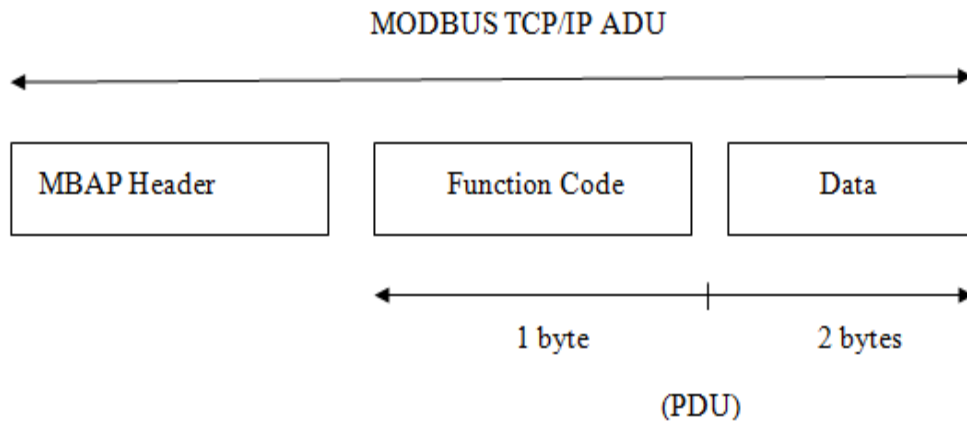 MODBUS TCP/IP ADU
MBAP Header
Function Code
Data
1 byte
2 bytes
(PDU)